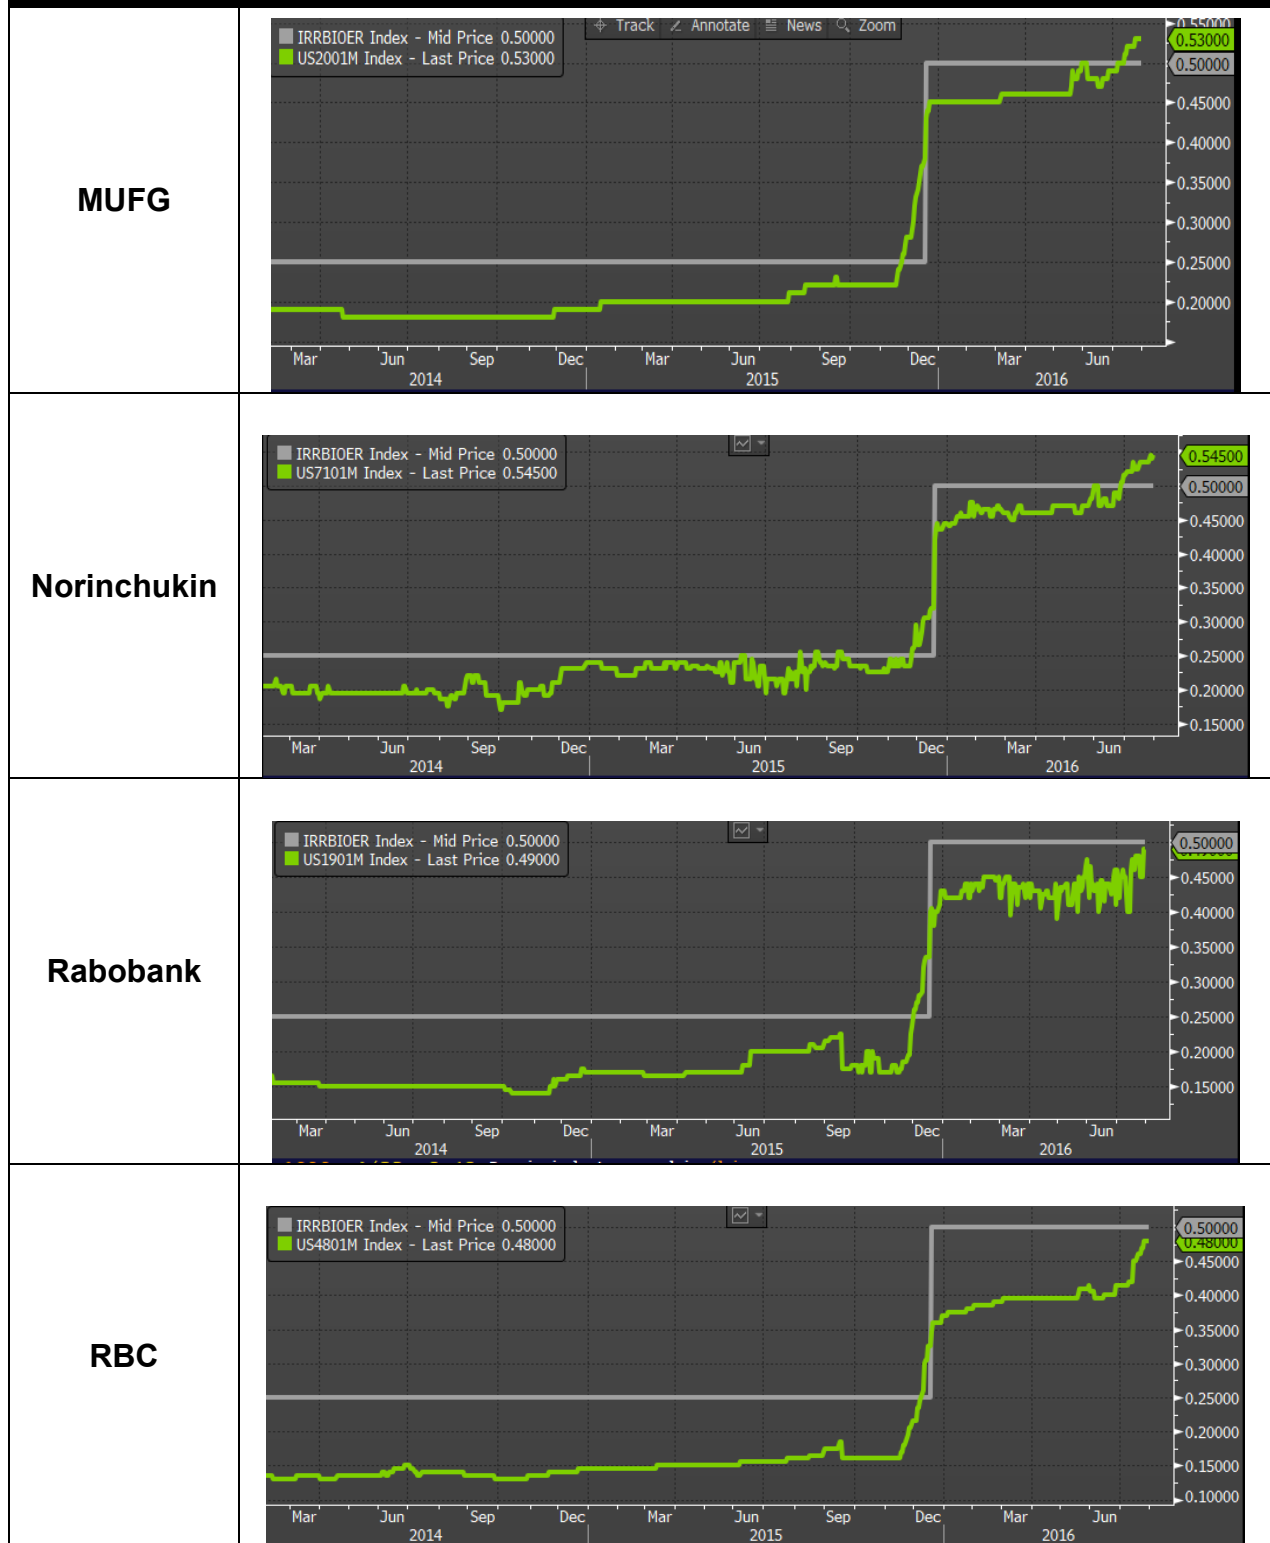 MUFG
IRRBIOER Index - Mid Price 0.50000
US2001M Index - Last Price 0.53000
Track Annotate News Zoom
0.55000
0.53000
0.50000
0.45000
0.40000
0.35000
0.30000
0.25000
0.20000
Mar Jun Sep Dec Mar Jun Sep Dec Mar Jun
2014 2015 2016
Norinchukin
IRRBIOER Index - Mid Price 0.50000
US7101M Index - Last Price 0.54500
0.54500
0.50000
0.45000
0.40000
0.35000
0.30000
0.25000
0.20000
0.15000
Mar Jun Sep Dec Mar Jun Sep Dec Mar Jun
2014 2015 2016
Rabobank
IRRBIOER Index - Mid Price 0.50000
US1901M Index - Last Price 0.49000
0.50000
0.45000
0.40000
0.35000
0.30000
0.25000
0.20000
0.15000
Mar Jun Sep Dec Mar Jun Sep Dec Mar Jun
2014 2015 2016
RBC
IRRBIOER Index - Mid Price 0.50000
US4801M Index - Last Price 0.48000
0.50000
0.48000
0.45000
0.40000
0.35000
0.30000
0.25000
0.20000
0.15000
0.10000
Mar Jun Sep Dec Mar Jun Sep Dec Mar Jun
2014 2015 2016